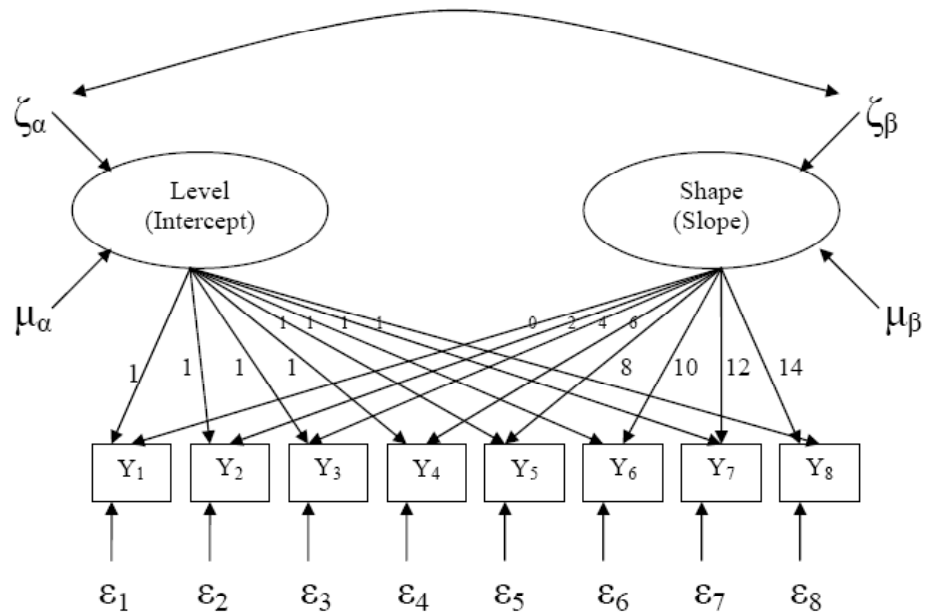 ζα ζβ
Level
(Intercept)
Shape
(Slope)
μα μβ
1 1 1 1 0 2 4 6
1 1 1 1 8 10 12 14
Y1 Y2 Y3 Y4 Y5 Y6 Y7 Y8
ε1 ε2 ε3 ε4 ε5 ε6 ε7 ε8